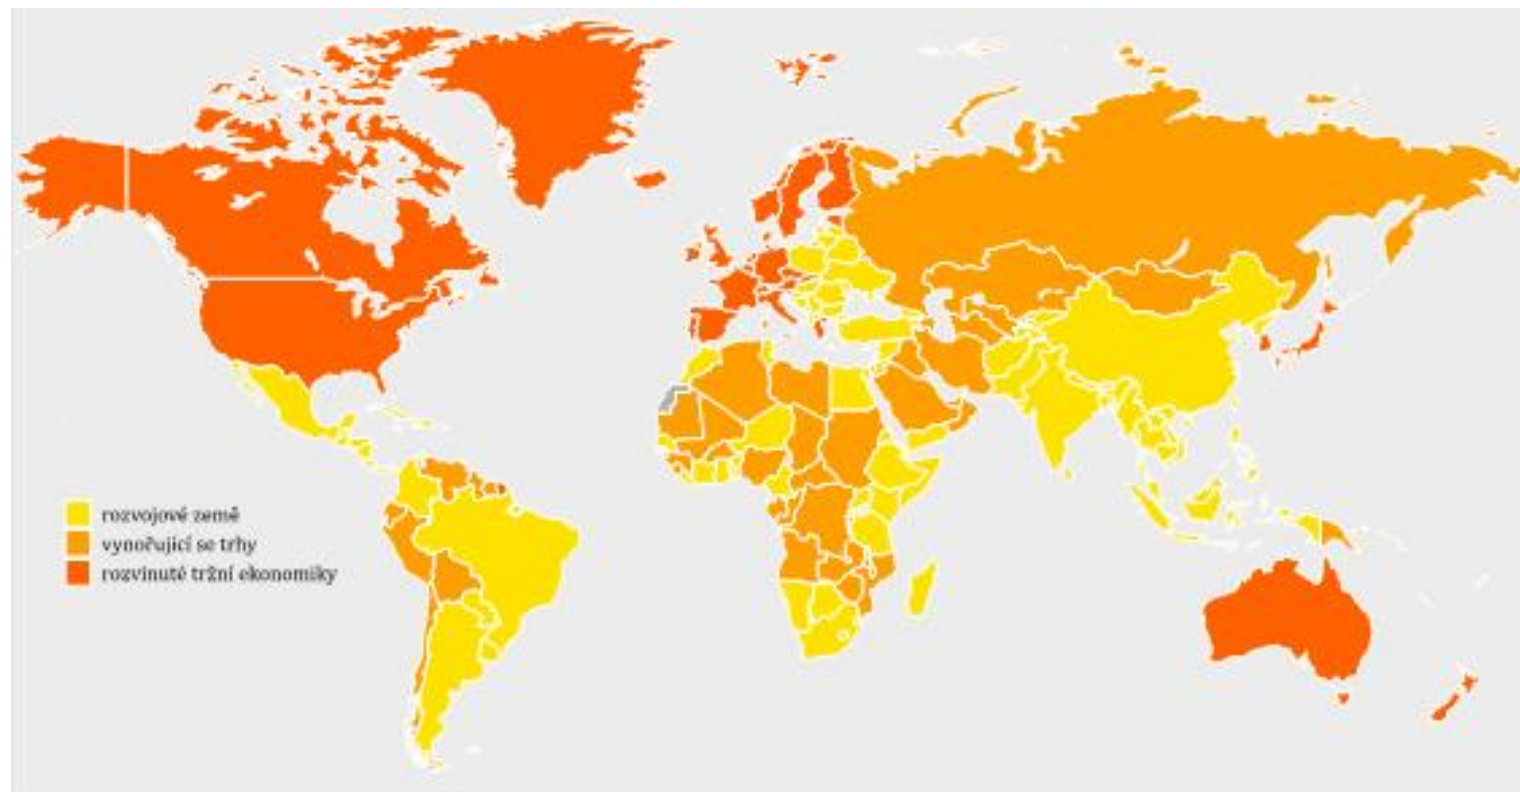 rozvojové země
vynořující se trhy
rozvinuté tržní ekonomiky